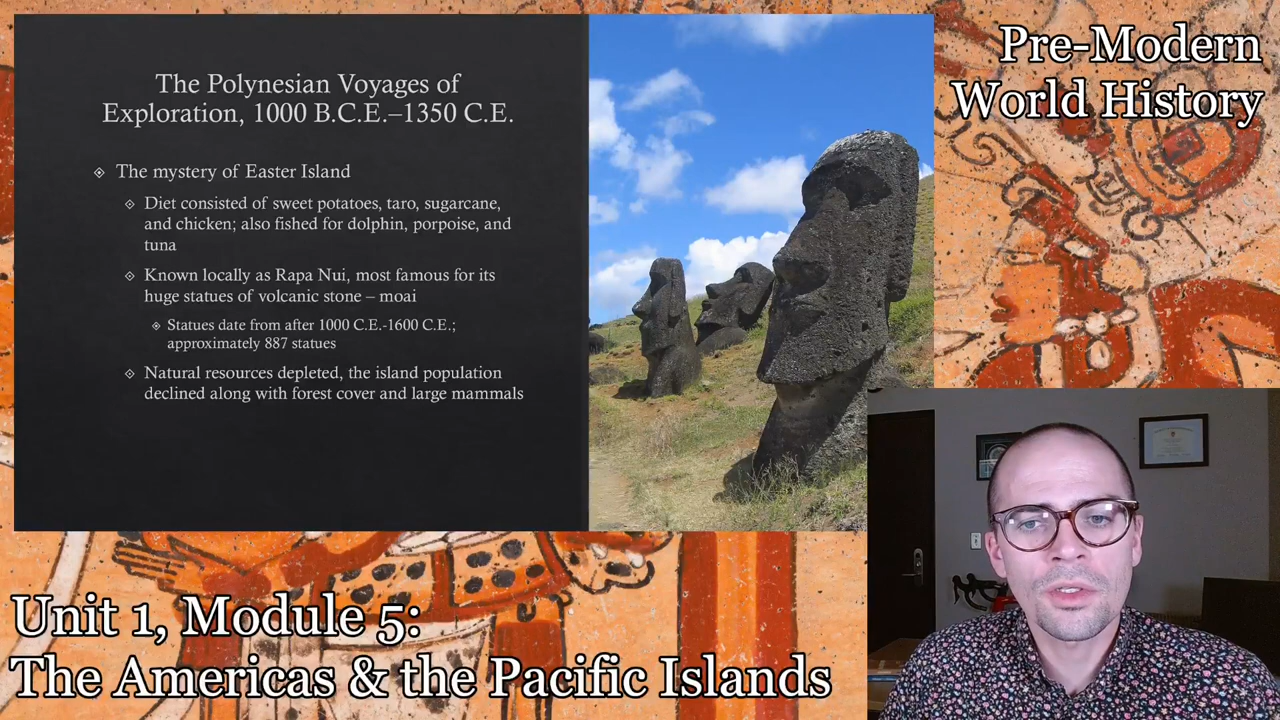 The Polynesian Voyages of
Exploration, 1000 B.C.E.–1350 C.E.
The mystery of Easter Island
Diet consisted of sweet potatoes, taro, sugarcane,
and chicken; also fished for dolphin, porpoise, and
tuna
Known locally as Rapa Nui, most famous for its
huge statues of volcanic stone – moai
Statues date from after 1000 C.E.-1600 C.E.;
approximately 887 statues
Natural resources depleted, the island population
declined along with forest cover and large mammals
Pre-Modern
World History
Unit 1, Module 5:
The Americas & the Pacific Islands